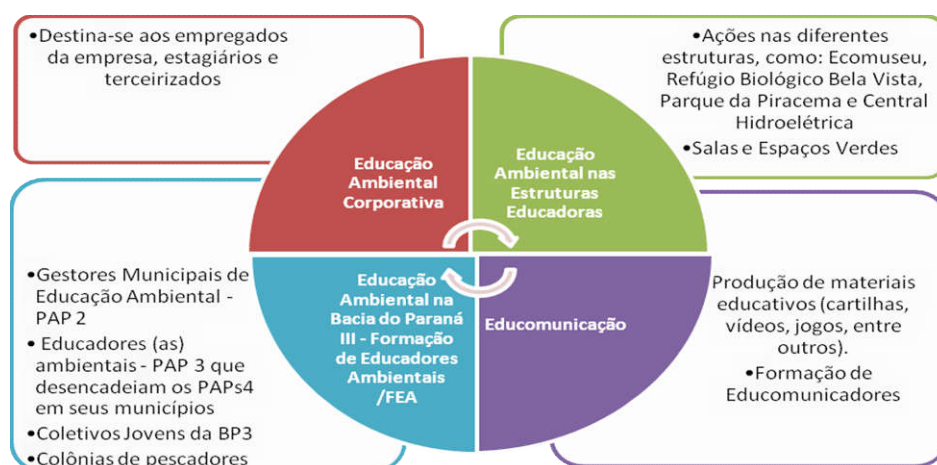 •Destina-se aos empregados
da empresa, estagiários e
terceirizados
•Ações nas diferentes
estruturas, como: Ecomuseu,
Refúgio Biológico Bela Vista,
Parque da Piracema e Central
Hidroelétrica
•Salas e Espaços Verdes
Educação
Ambiental
Corporativa
Educação
Ambiental nas
Estruturas
Educadoras
•Gestores Municipais de
Educação Ambiental -
PAP 2
• Educadores (as)
ambientais - PAP 3 que
desencadeiam os PAPs4
em seus municípios
•Coletivos Jovens da BP3
•Colônias de pescadores
Educação
Ambiental na
Bacia do Paraná
III - Formação
de Educadores
Ambientais
/FEA
Educomunicação
Produção de materiais
educativos (cartilhas,
vídeos, jogos, entre
outros).
•Formação de
Educomunicadores